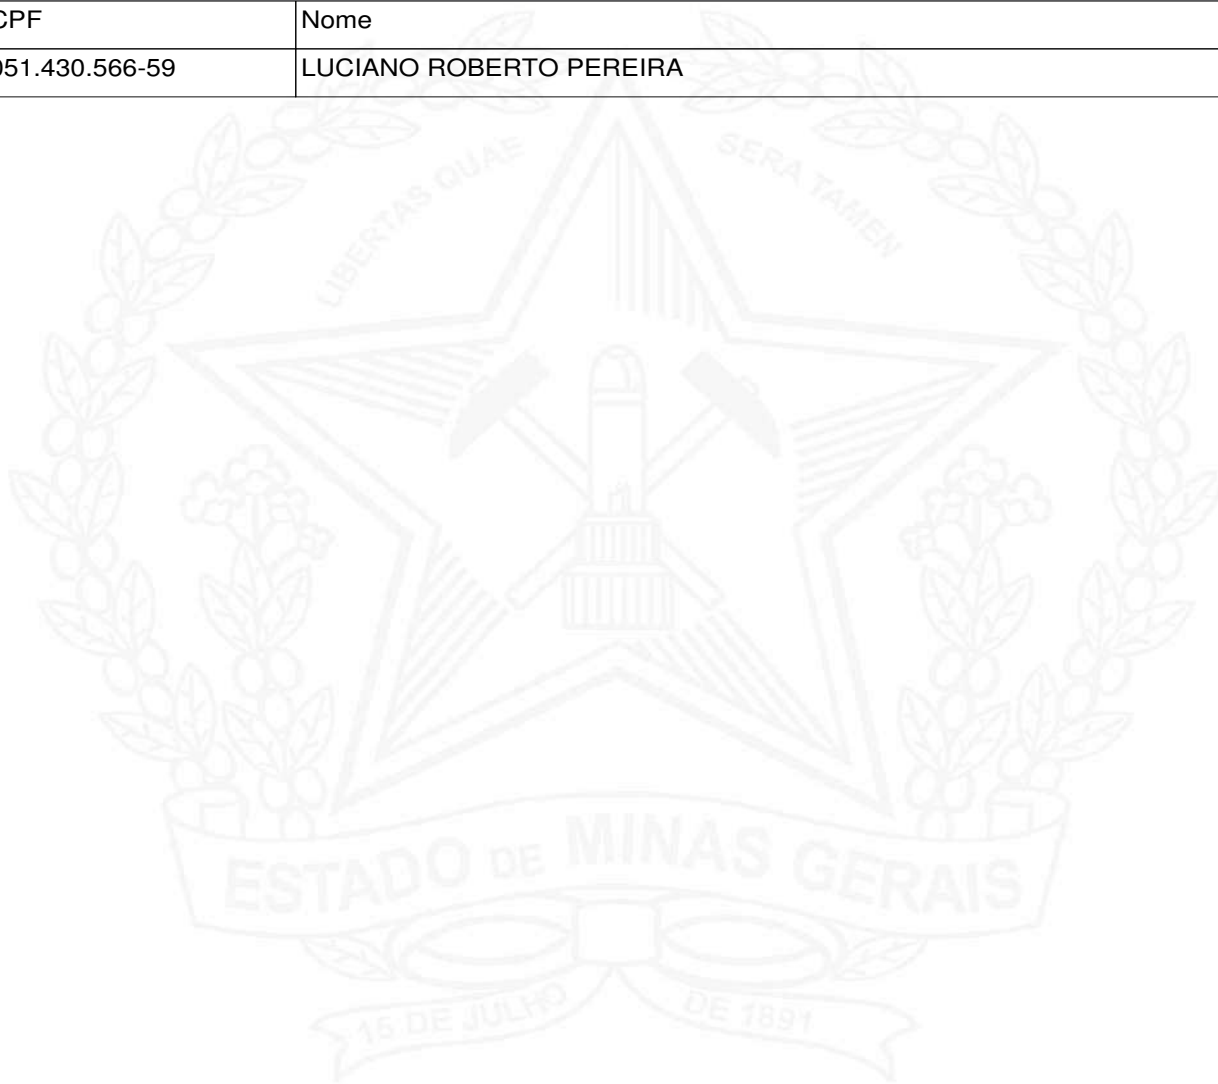 CPF Nome
051.430.566-59 LUCIANO ROBERTO PEREIRA
LIBERTAS QUAE SERA TAMEN
ESTADO DE MINAS GERAIS
15 DE JULHO DE 1891